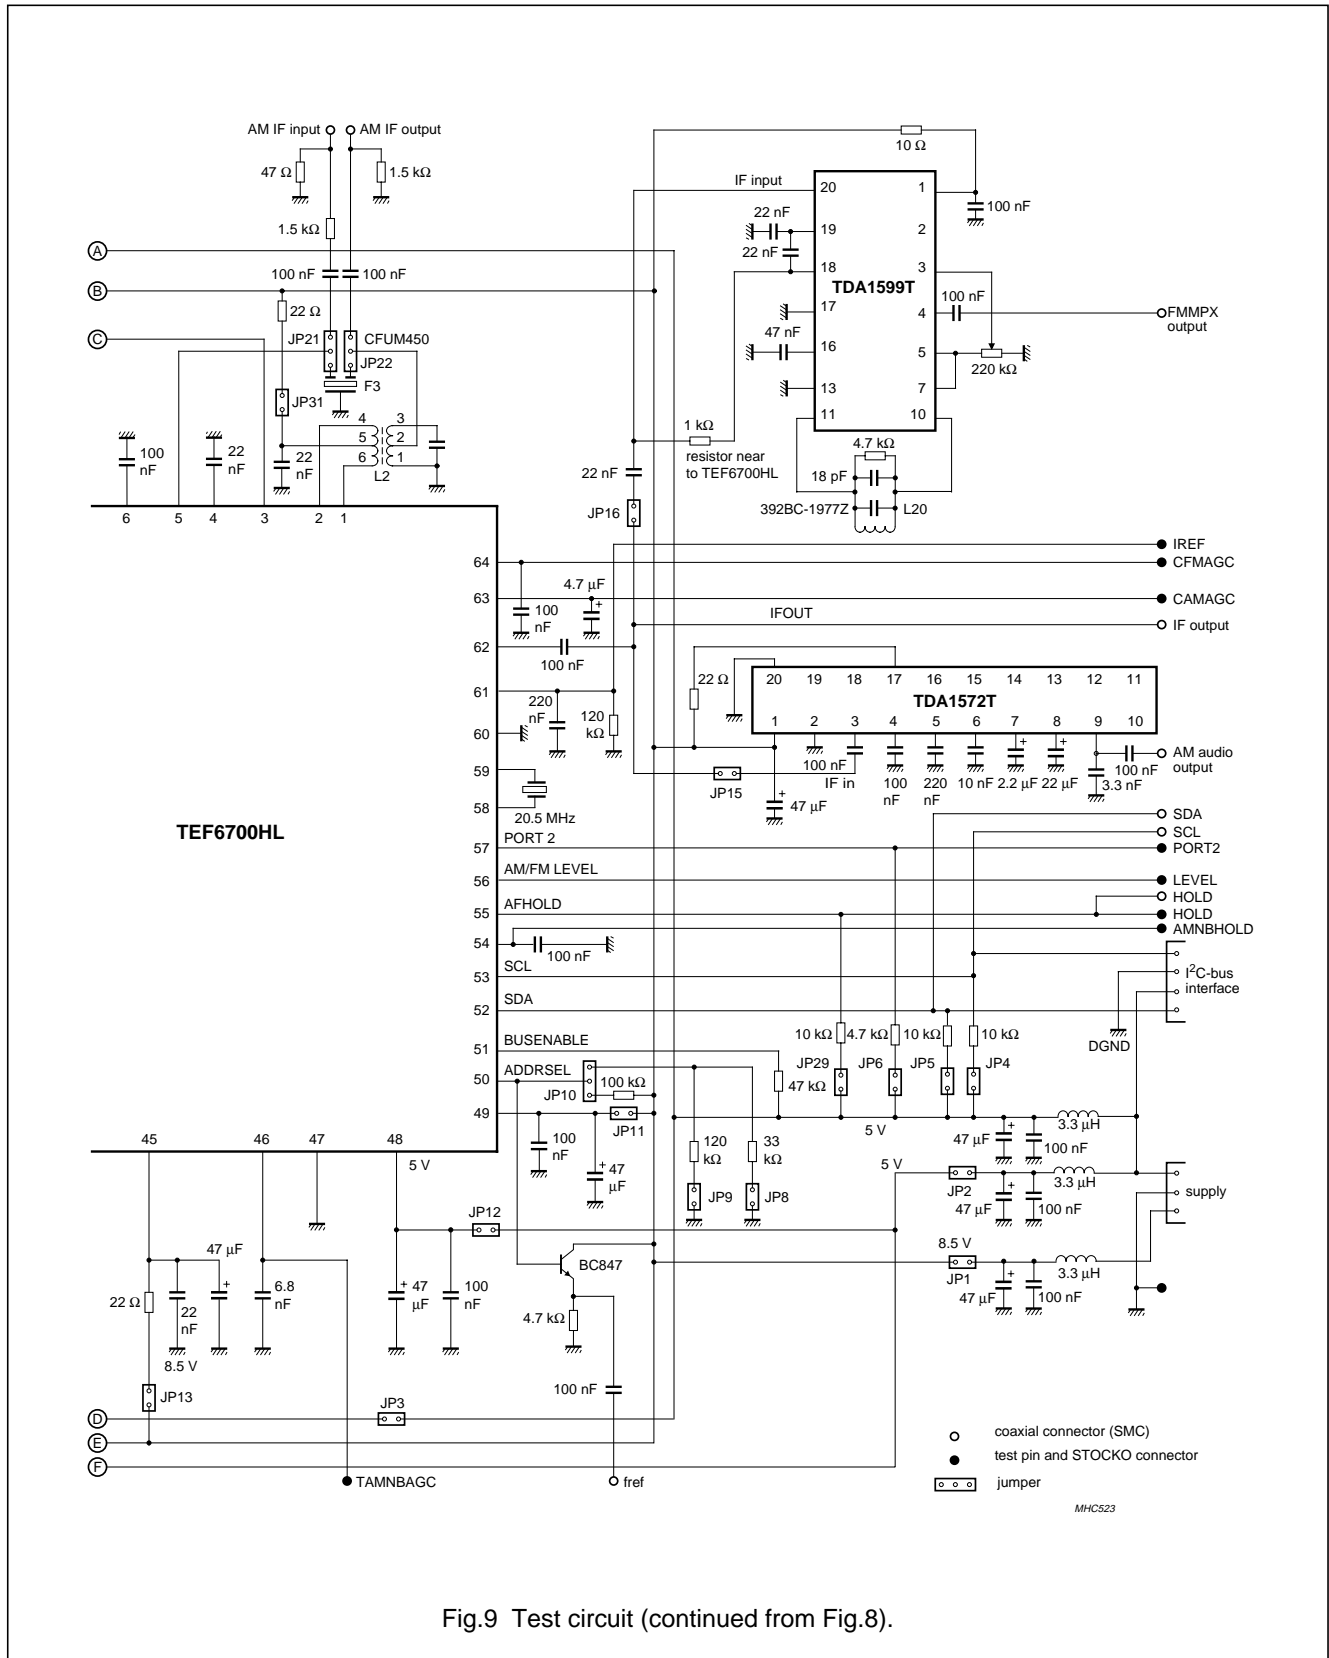 AM IF input
AM IF output
47 Ω
1.5 kΩ
1.5 kΩ
100 nF
100 nF
A
B
C
22 Ω
JP21
CFUM450
JP22
F3
JP31
4
3
5
2
6
1
L2
100
nF
22
nF
22
nF
6
5
4
3
2
1
10 Ω
IF input
20
1
100 nF
22 nF
19
2
22 nF
18
3
TDA1599T
17
4
100 nF
FMMPX
output
47 nF
16
5
220 kΩ
13
7
11
10
1 kΩ
resistor near
to TEF6700HL
4.7 kΩ
18 pF
392BC-1977Z
L20
22 nF
JP16
IREF
64
CFMAGC
4.7 µF
+
63
CAMAGC
100
nF
IFOUT
IF output
62
100 nF
22 Ω
20
19
18
17
16
15
14
13
12
11
TDA1572T
1
2
3
4
5
6
7
8
9
10
61
220
nF
120
kΩ
60
59
58
20.5 MHz
JP15
100 nF
IF in
+
47 µF
100
nF
220
nF
10 nF
+
2.2 µF
+
22 µF
3.3 nF
100 nF
AM audio
output
TEF6700HL
SDA
SCL
PORT 2
57
PORT2
AM/FM LEVEL
56
LEVEL
HOLD
AFHOLD
55
HOLD
54
100 nF
AMNBHOLD
SCL
53
I²C-bus
interface
DGND
SDA
52
10 kΩ
4.7 kΩ
10 kΩ
10 kΩ
BUSENABLE
51
JP29
JP6
JP5
JP4
47 kΩ
ADDRSEL
50
JP10
100 kΩ
49
JP11
5 V
3.3 µH
+
47 µF
100 nF
100
nF
+
47
µF
120
kΩ
33
kΩ
JP9
JP8
45
46
47
48
5 V
5 V
JP2
3.3 µH
+
47 µF
100 nF
supply
JP12
8.5 V
JP1
3.3 µH
+
47 µF
100 nF
BC847
4.7 kΩ
22 Ω
22
nF
47 µF
+
6.8
nF
+
47
µF
100
nF
8.5 V
JP13
JP3
100 nF
D
E
F
TAMNBAGC
fref
coaxial connector (SMC)
test pin and STOCKO connector
jumper
MHC523
Fig.9 Test circuit (continued from Fig.8).